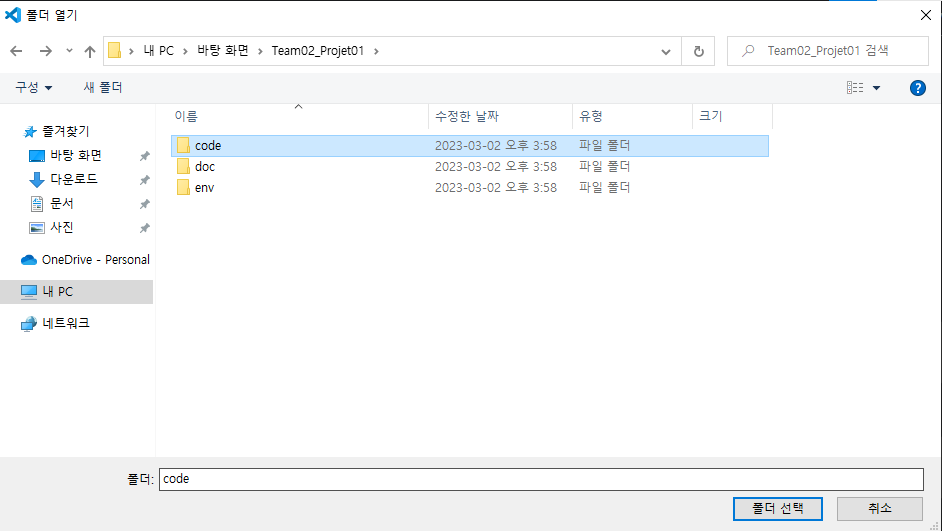 폴더 열기
내 PC 바탕 화면 Team02_Projet01
Team02_Projet01 검색
구성 새 폴더
?
이름 수정한 날짜 유형 크기
즐겨찾기
바탕 화면
다운로드
문서
사진
OneDrive - Personal
내 PC
네트워크
code 2023-03-02 오후 3:58 파일 폴더
doc 2023-03-02 오후 3:58 파일 폴더
env 2023-03-02 오후 3:58 파일 폴더
폴더: code
폴더 선택 취소